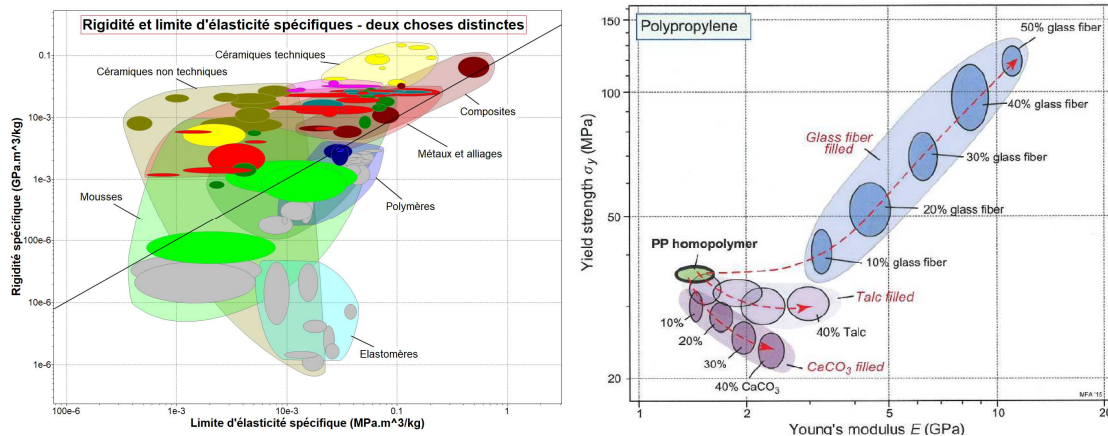 Rigidité et limite d'élasticité spécifiques - deux choses distinctes
Rigidité spécifique (GPa.m^3/kg)
0.1
10e-3
1e-3
100e-6
10e-6
1e-6
Céramiques techniques
Céramiques non techniques
Composites
Métaux et alliages
Mousses
Polymères
Elastomères
100e-6
1e-3
10e-3
0.1
1
Limite d'élasticité spécifique (MPa.m^3/kg)
Polypropylene
Yield strength σy (MPa)
150
100
50
20
50% glass fiber
40% glass fiber
Glass fiber
filled
30% glass fiber
20% glass fiber
PP homopolymer
10% glass fiber
Talc filled
10%
40% Talc
20%
30%
CaCO3 filled
40% CaCO3
MFA '15
1
2
5
10
20
Young's modulus E (GPa)